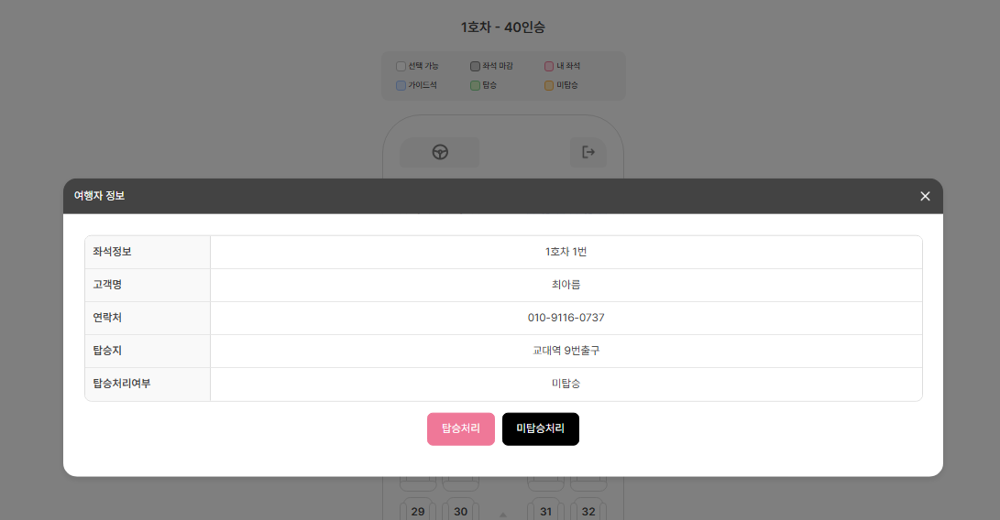 1호차 - 40인승
선택 가능 좌석 마감 내 좌석
가이드석 탑승 미탑승
여행자 정보
좌석정보 1호차 1번
고객명 최아름
연락처 010-9116-0737
탑승지 교대역 9번출구
탑승처리여부 미탑승
탑승처리 미탑승처리
29 30 31 32